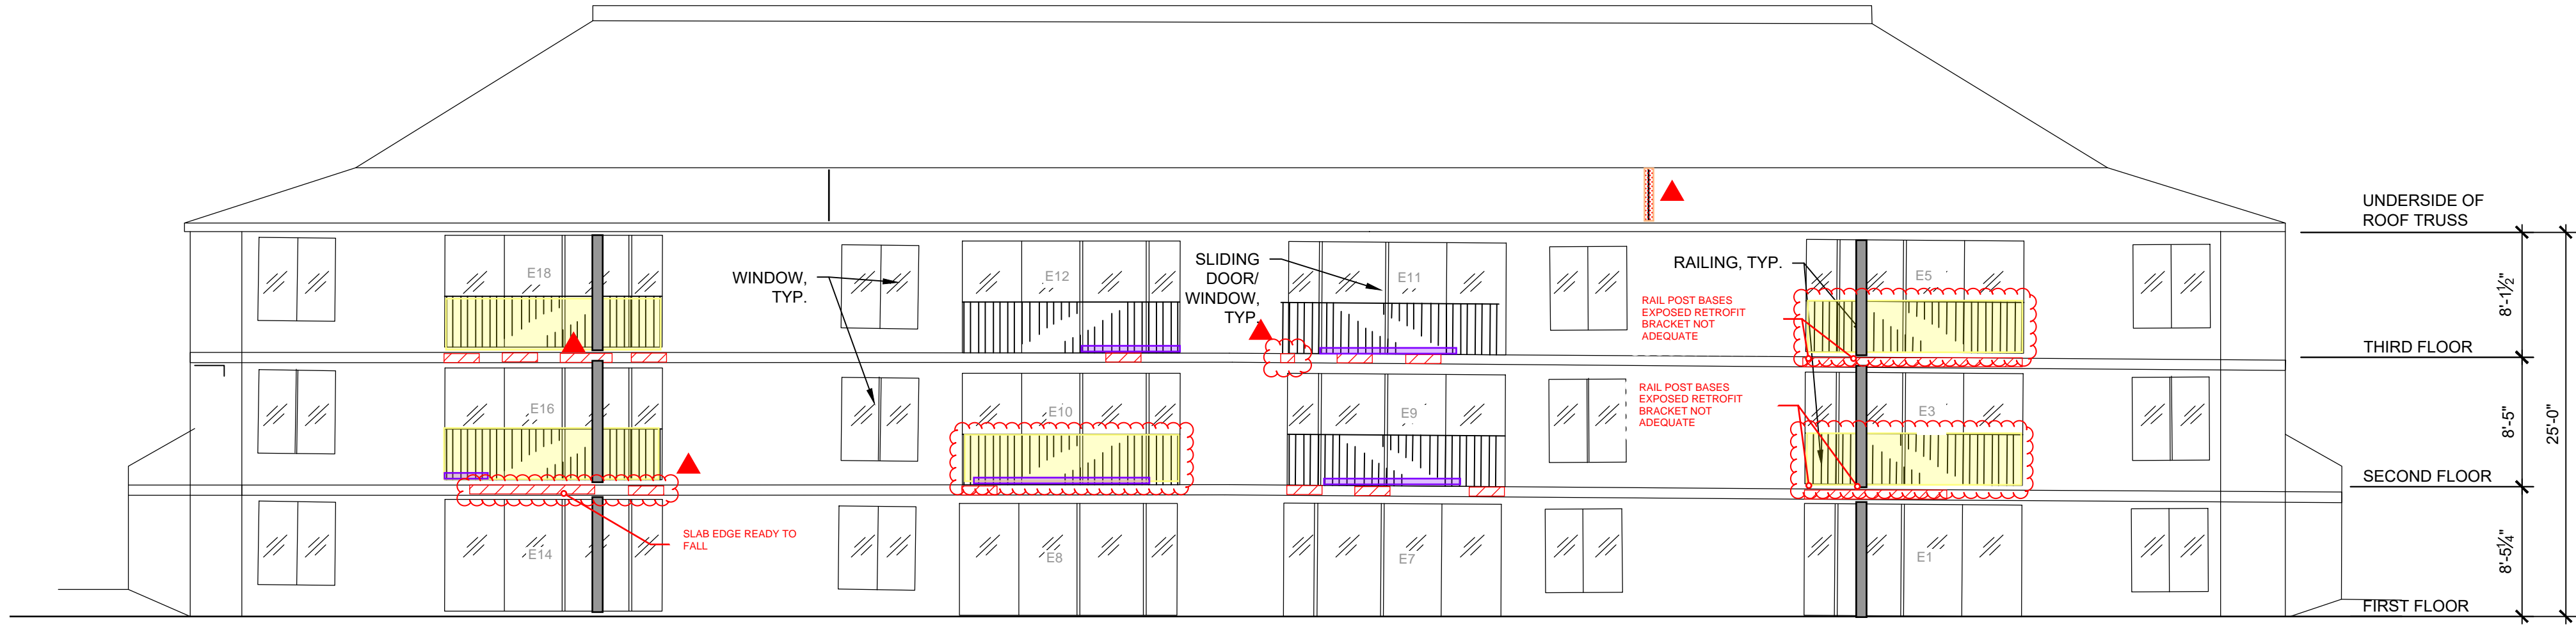 UNDERSIDE OF
ROOF TRUSS
E18
WINDOW,
TYP.
E12
SLIDING
DOOR/
WINDOW,
TYP.
E11
RAILING, TYP.
E5
RAIL POST BASES
EXPOSED RETROFIT
BRACKET NOT
ADEQUATE
8'-1½"
THIRD FLOOR
E16
E10
E9
RAIL POST BASES
EXPOSED RETROFIT
BRACKET NOT
ADEQUATE
E3
8'-5"
25'-0"
SECOND FLOOR
SLAB EDGE READY TO
FALL
E14
E8
E7
E1
8'-5¼"
FIRST FLOOR